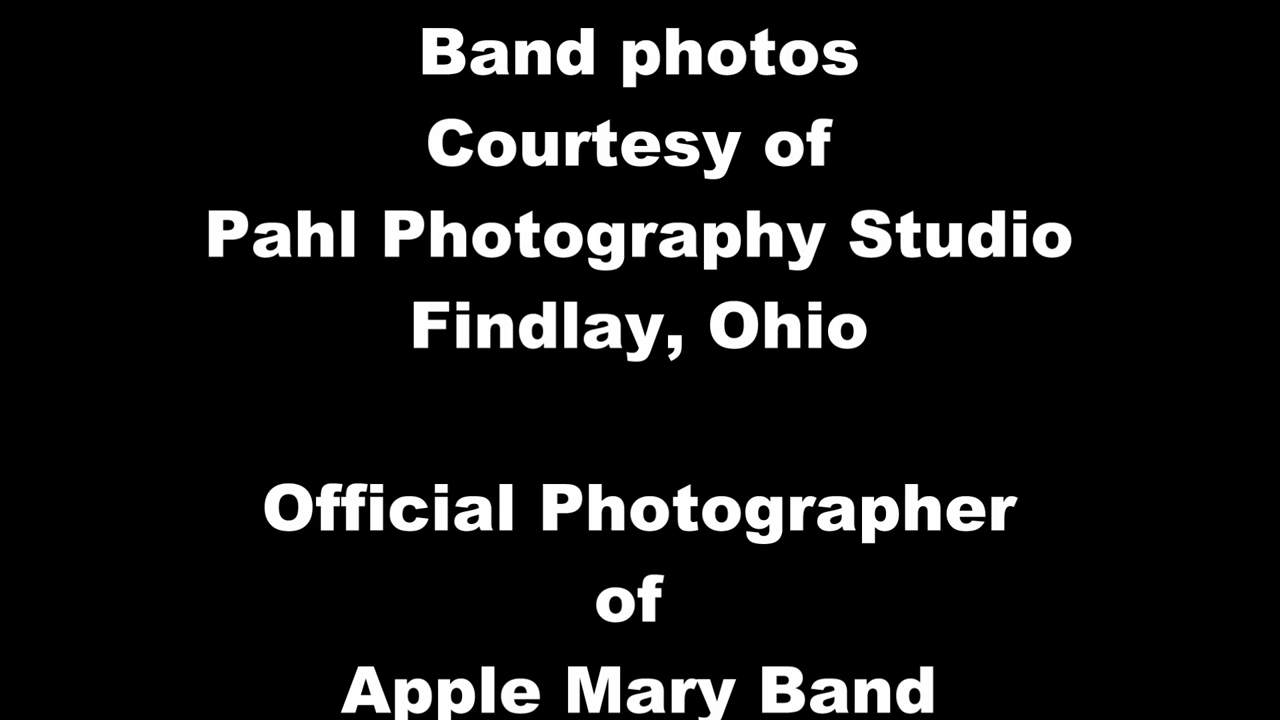 Band photos
Courtesy of
Pahl Photography Studio
Findlay, Ohio
Official Photographer
of
Apple Mary Band